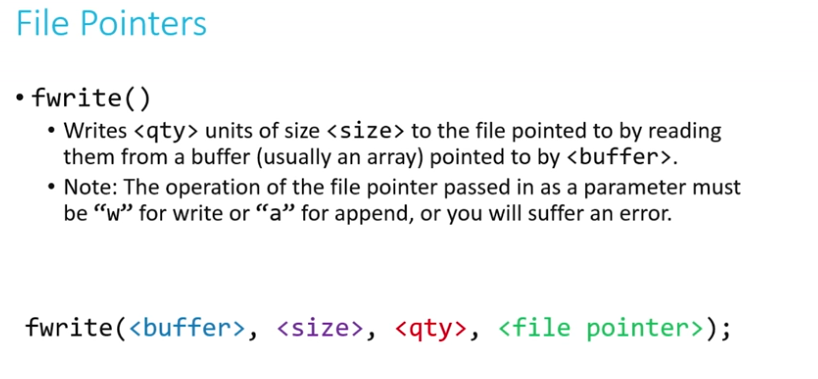 File Pointers
• fwrite()
• Writes <qty> units of size <size> to the file pointed to by reading
them from a buffer (usually an array) pointed to by <buffer>.
• Note: The operation of the file pointer passed in as a parameter must
be “w” for write or “a” for append, or you will suffer an error.
fwrite(<buffer>, <size>, <qty>, <file pointer>);